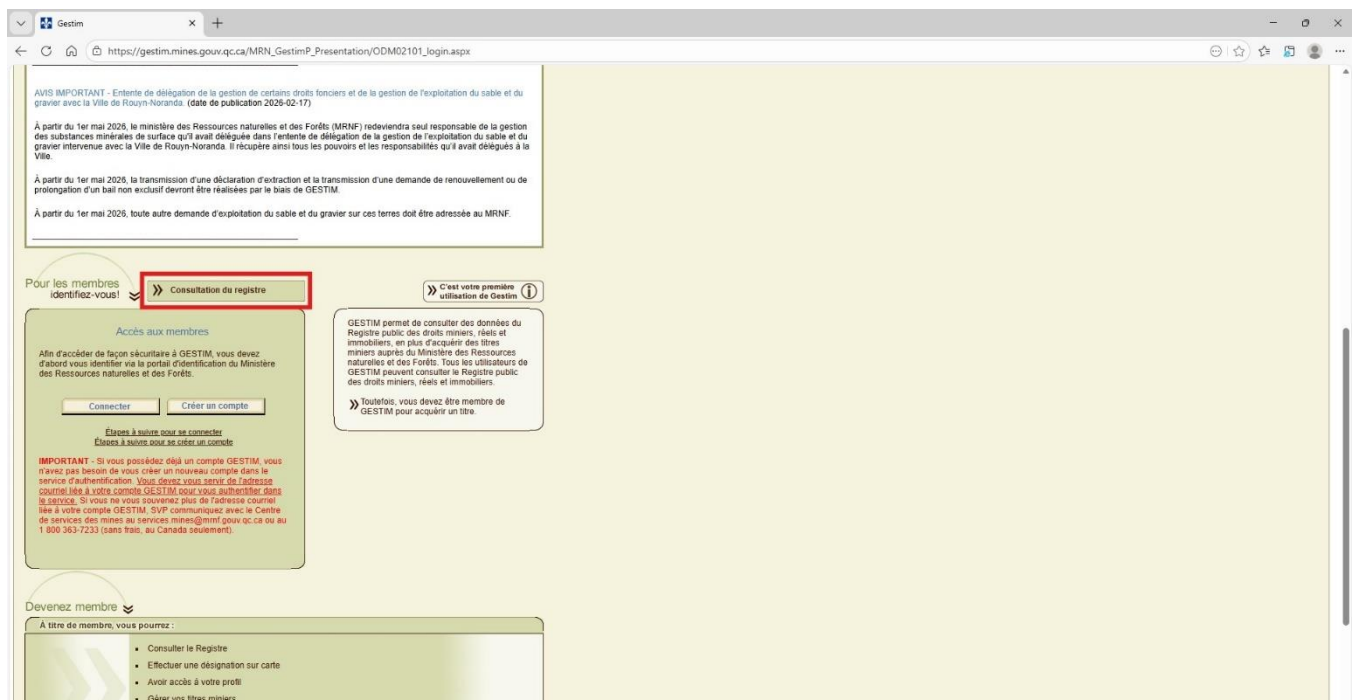 Gestim
https://gestim.mines.gouv.qc.ca/MRN_GestimP_Presentation/ODM02101_login.aspx
AVIS IMPORTANT - Entente de délégation de la gestion de certains droits fonciers et de la gestion de l'exploitation du sable et du
gravier avec la Ville de Rouyn-Noranda. (date de publication 2026-02-17)
À partir du 1er mai 2026, le ministère des Ressources naturelles et des Forêts (MRNF) redeviendra seul responsable de la gestion
des substances minérales de surface qu'il avait déléguée dans l'entente de délégation de la gestion de l'exploitation du sable et du
gravier intervenue avec la Ville de Rouyn-Noranda. Il récupère ainsi tous les pouvoirs et les responsabilités qu'il avait délégués à la
Ville.
À partir du 1er mai 2026, la transmission d'une déclaration d'extraction et la transmission d'une demande de renouvellement ou de
prolongation d'un bail non exclusif devront être réalisées par le biais de GESTIM.
À partir du 1er mai 2026, toute autre demande d'exploitation du sable et du gravier sur ces terres doit être adressée au MRNF.
Pour les membres
identifiez-vous!
Consultation du registre
C'est votre première
utilisation de Gestim
Accès aux membres
Afin d'accéder de façon sécuritaire à GESTIM, vous devez
d'abord vous identifier via la portail d'identification du Ministère
des Ressources naturelles et des Forêts.
Connecter
Créer un compte
Étapes à suivre pour se connecter
Étapes à suivre pour se créer un compte
IMPORTANT - Si vous possédez déjà un compte GESTIM, vous
n'avez pas besoin de vous créer un nouveau compte dans le
service d'authentification. Vous devez vous servir de l'adresse
courriel liée à votre compte GESTIM pour vous authentifier dans
le service. Si vous ne vous souvenez plus de l'adresse courriel
liée à votre compte GESTIM, SVP communiquez avec le Centre
de services des mines au services.mines@mrnf.gouv.qc.ca ou au
1 800 363-7233 (sans frais, au Canada seulement).
GESTIM permet de consulter des données du
Registre public des droits miniers, réels et
immobiliers, en plus d'acquérir des titres
miniers auprès du Ministère des Ressources
naturelles et des Forêts. Tous les utilisateurs de
GESTIM peuvent consulter le Registre public
des droits miniers, réels et immobiliers.
Toutefois, vous devez être membre de
GESTIM pour acquérir un titre.
Devenez membre
À titre de membre, vous pourrez :
Consulter le Registre
Effectuer une désignation sur carte
Avoir accès à votre profil
Gérer vos titres miniers